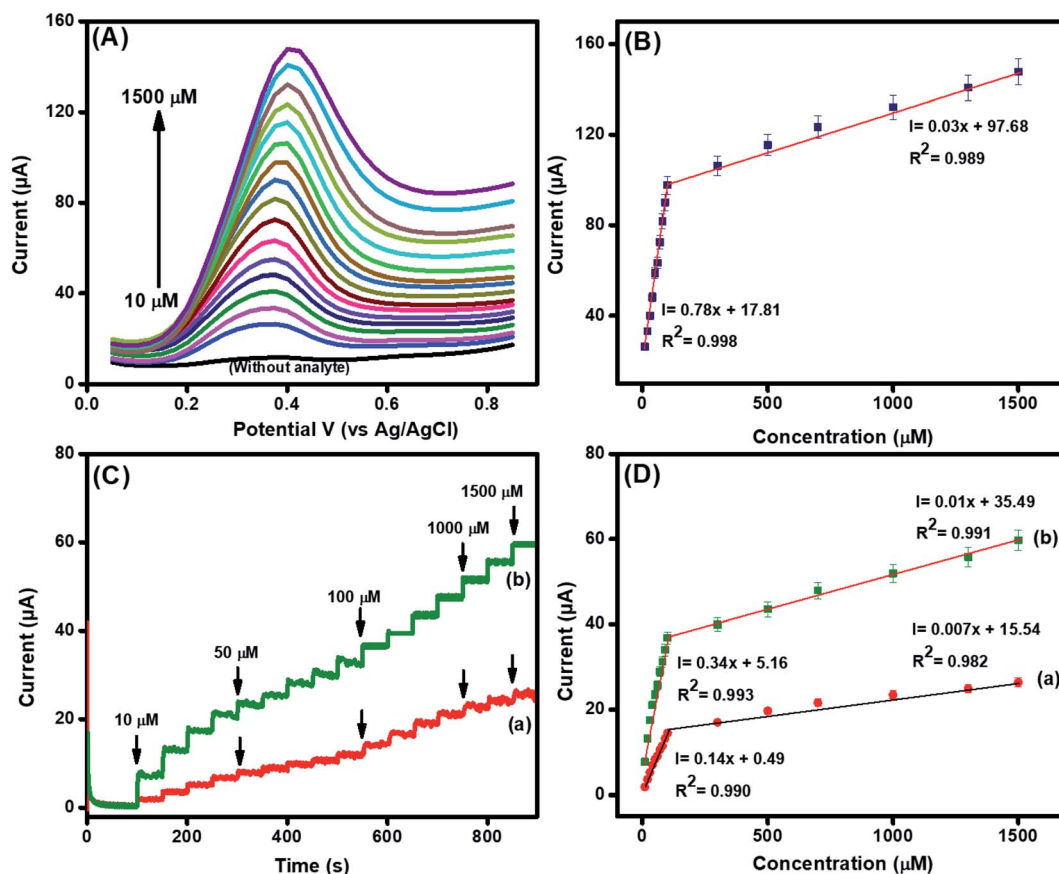 (A)
160
120
80
40
0
Current (µA)
1500 µM
10 µM
(Without analyte)
0.0 0.2 0.4 0.6 0.8
Potential V (vs Ag/AgCl)
(B)
160
120
80
40
Current (µA)
I= 0.03x + 97.68
R²= 0.989
I= 0.78x + 17.81
R²= 0.998
0 500 1000 1500
Concentration (µM)
(C)
80
60
40
20
0
Current (µA)
1500 µM
1000 µM
100 µM
50 µM
10 µM
(b)
(a)
0 200 400 600 800
Time (s)
(D)
80
60
40
20
0
Current (µA)
I= 0.01x + 35.49
R²= 0.991
(b)
I= 0.007x + 15.54
R²= 0.982
(a)
I= 0.34x + 5.16
R²= 0.993
I= 0.14x + 0.49
R²= 0.990
0 500 1000 1500
Concentration (µM)